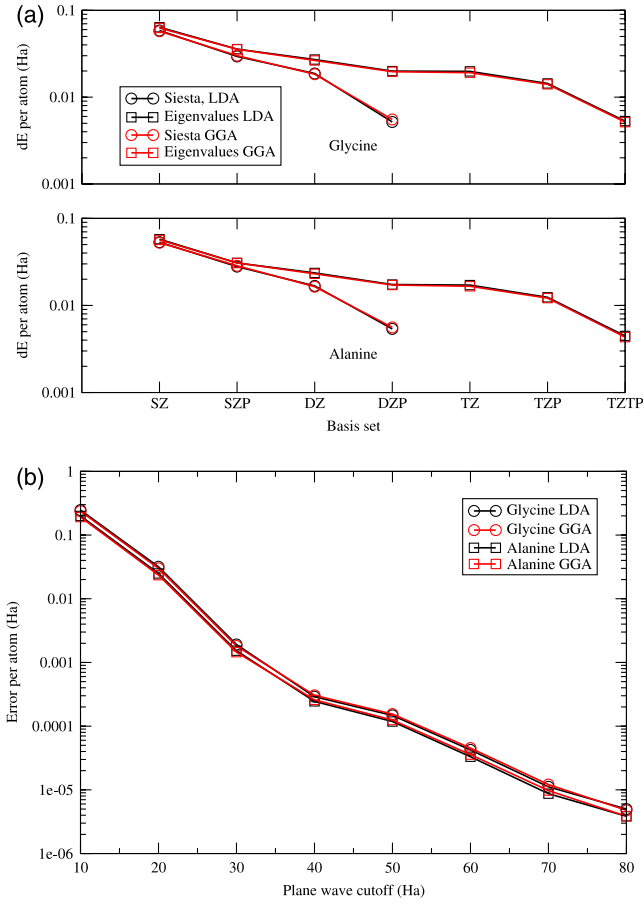 (a)
0.1
0.01
0.001
dE per atom (Ha)
Siesta, LDA
Eigenvalues LDA
Siesta GGA
Eigenvalues GGA
Glycine
0.1
0.01
0.001
dE per atom (Ha)
Alanine
SZ SZP DZ DZP TZ TZP TZTP
Basis set
(b)
1
0.1
0.01
0.001
0.0001
1e-05
1e-06
Error per atom (Ha)
Glycine LDA
Glycine GGA
Alanine LDA
Alanine GGA
10 20 30 40 50 60 70 80
Plane wave cutoff (Ha)